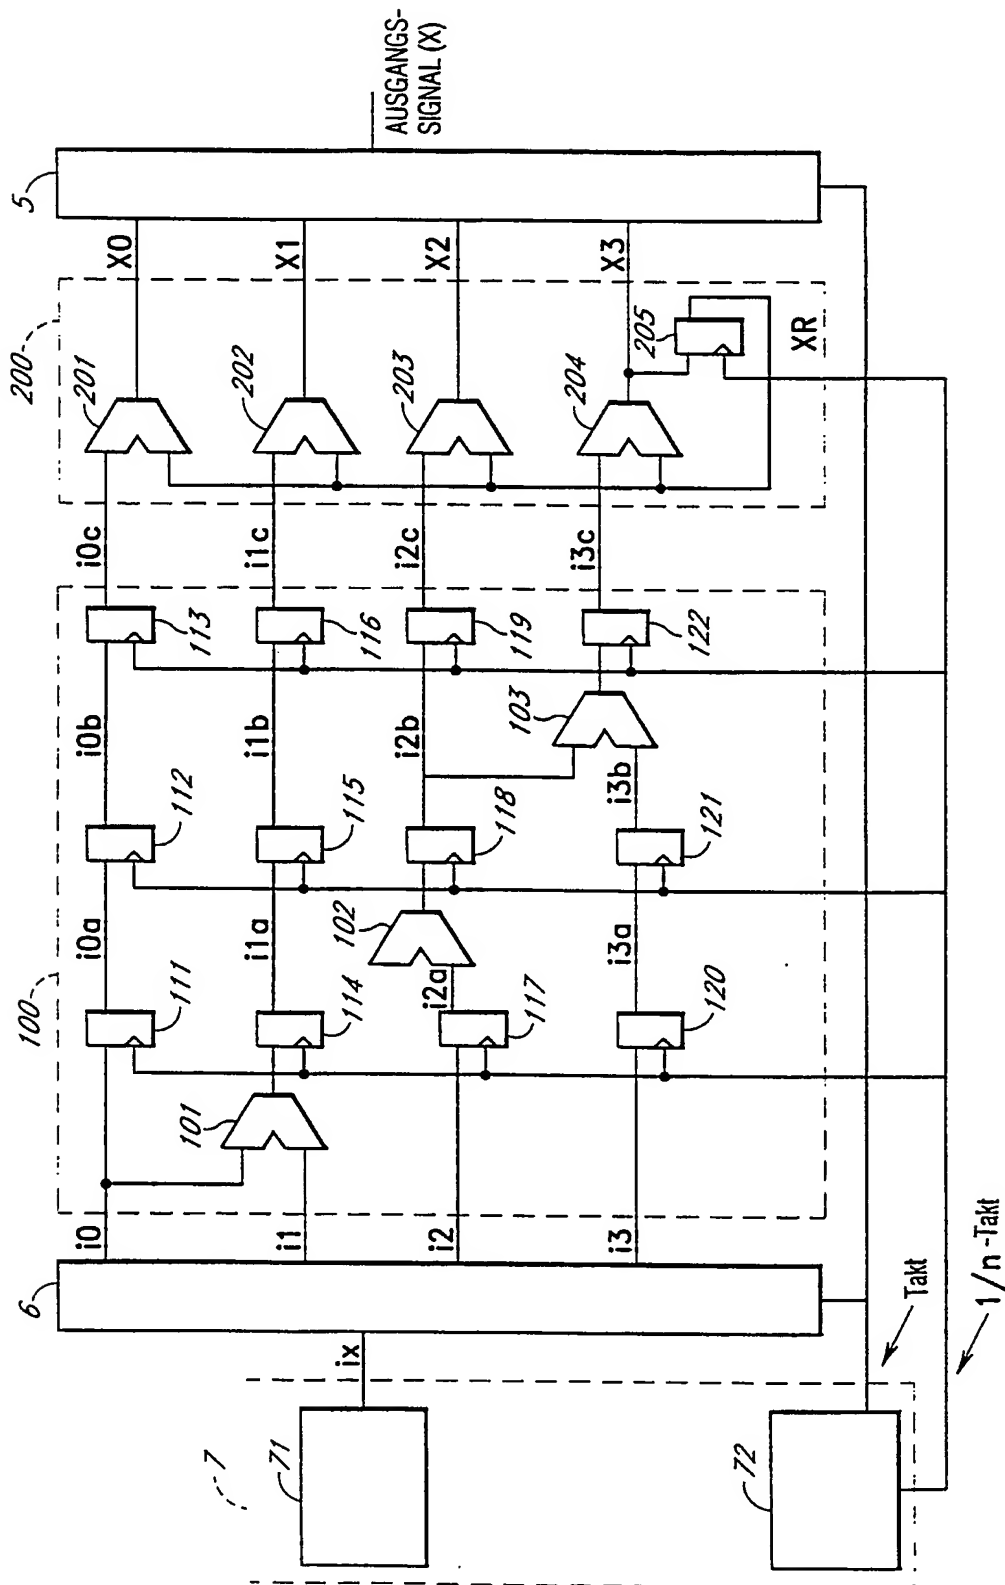 7
71
72
ix
6
i0
i1
i2
i3
100
101
111
114
117
120
i0a
i1a
i2a
i3a
102
112
115
118
121
i0b
i1b
i2b
i3b
103
113
116
119
122
i0c
i1c
i2c
i3c
200
201
202
203
204
205
XR
X0
X1
X2
X3
5
AUSGANGS-
SIGNAL (X)
Takt
1/n-Takt